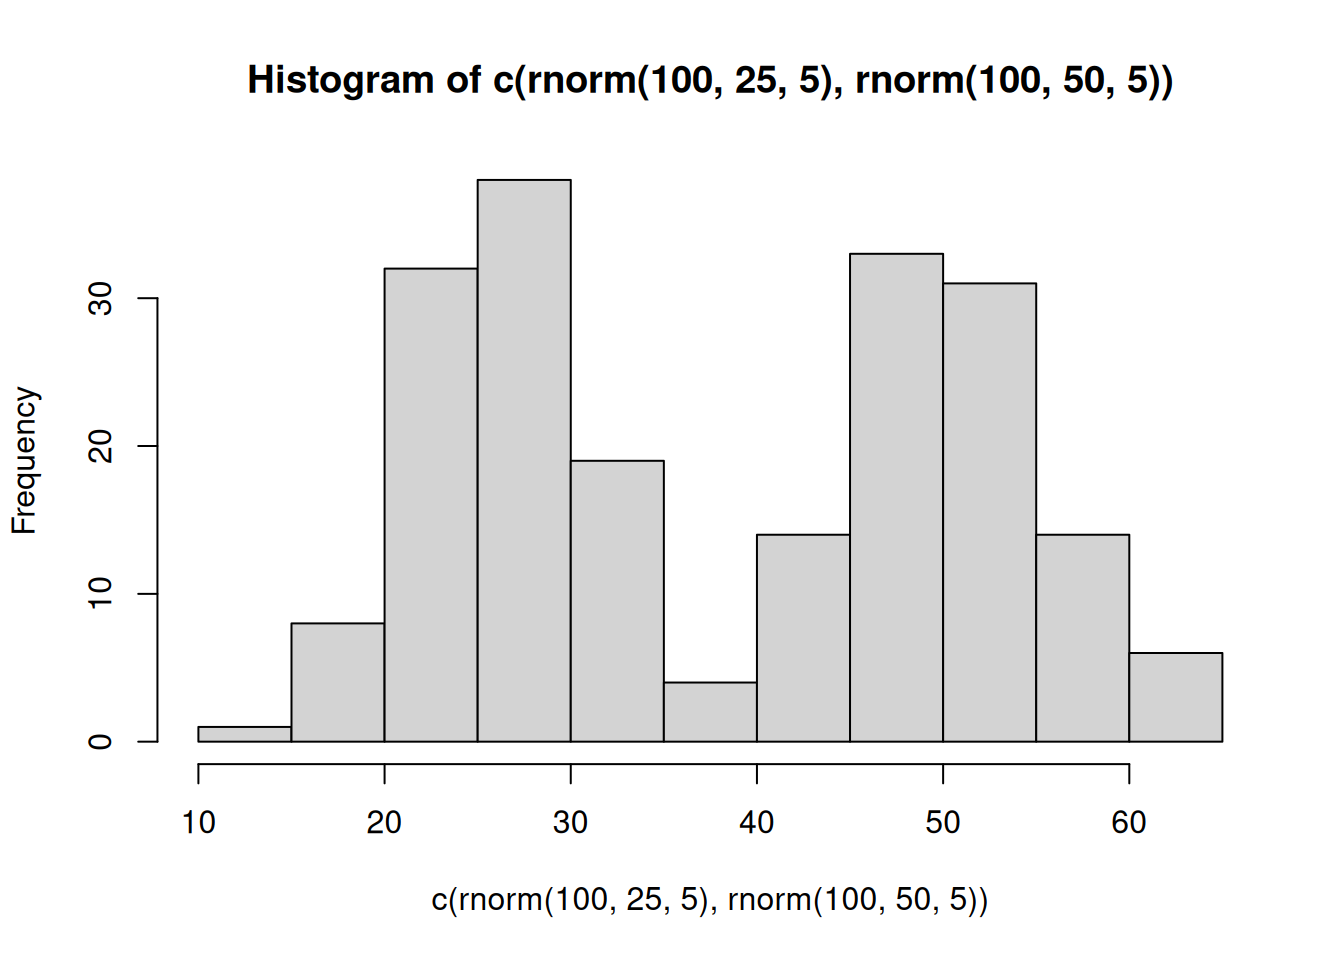 Histogram of c(rnorm(100, 25, 5), rnorm(100, 50, 5))
Frequency
30
20
10
0
10 20 30 40 50 60
c(rnorm(100, 25, 5), rnorm(100, 50, 5))